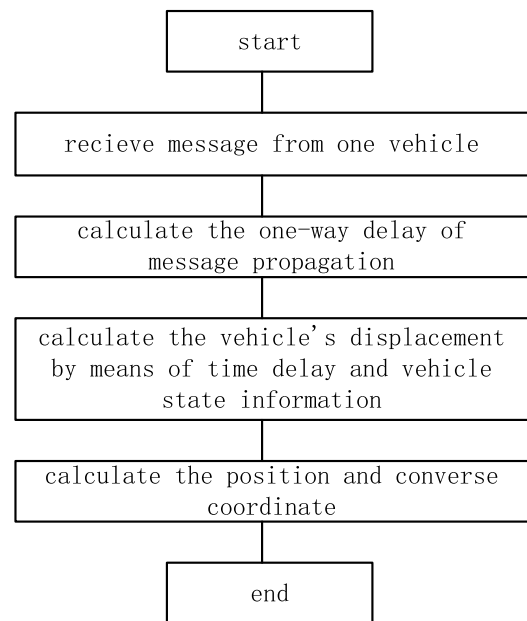 start
recieve message from one vehicle
calculate the one-way delay of
message propagation
calculate the vehicle's displacement
by means of time delay and vehicle
state information
calculate the position and converse
coordinate
end